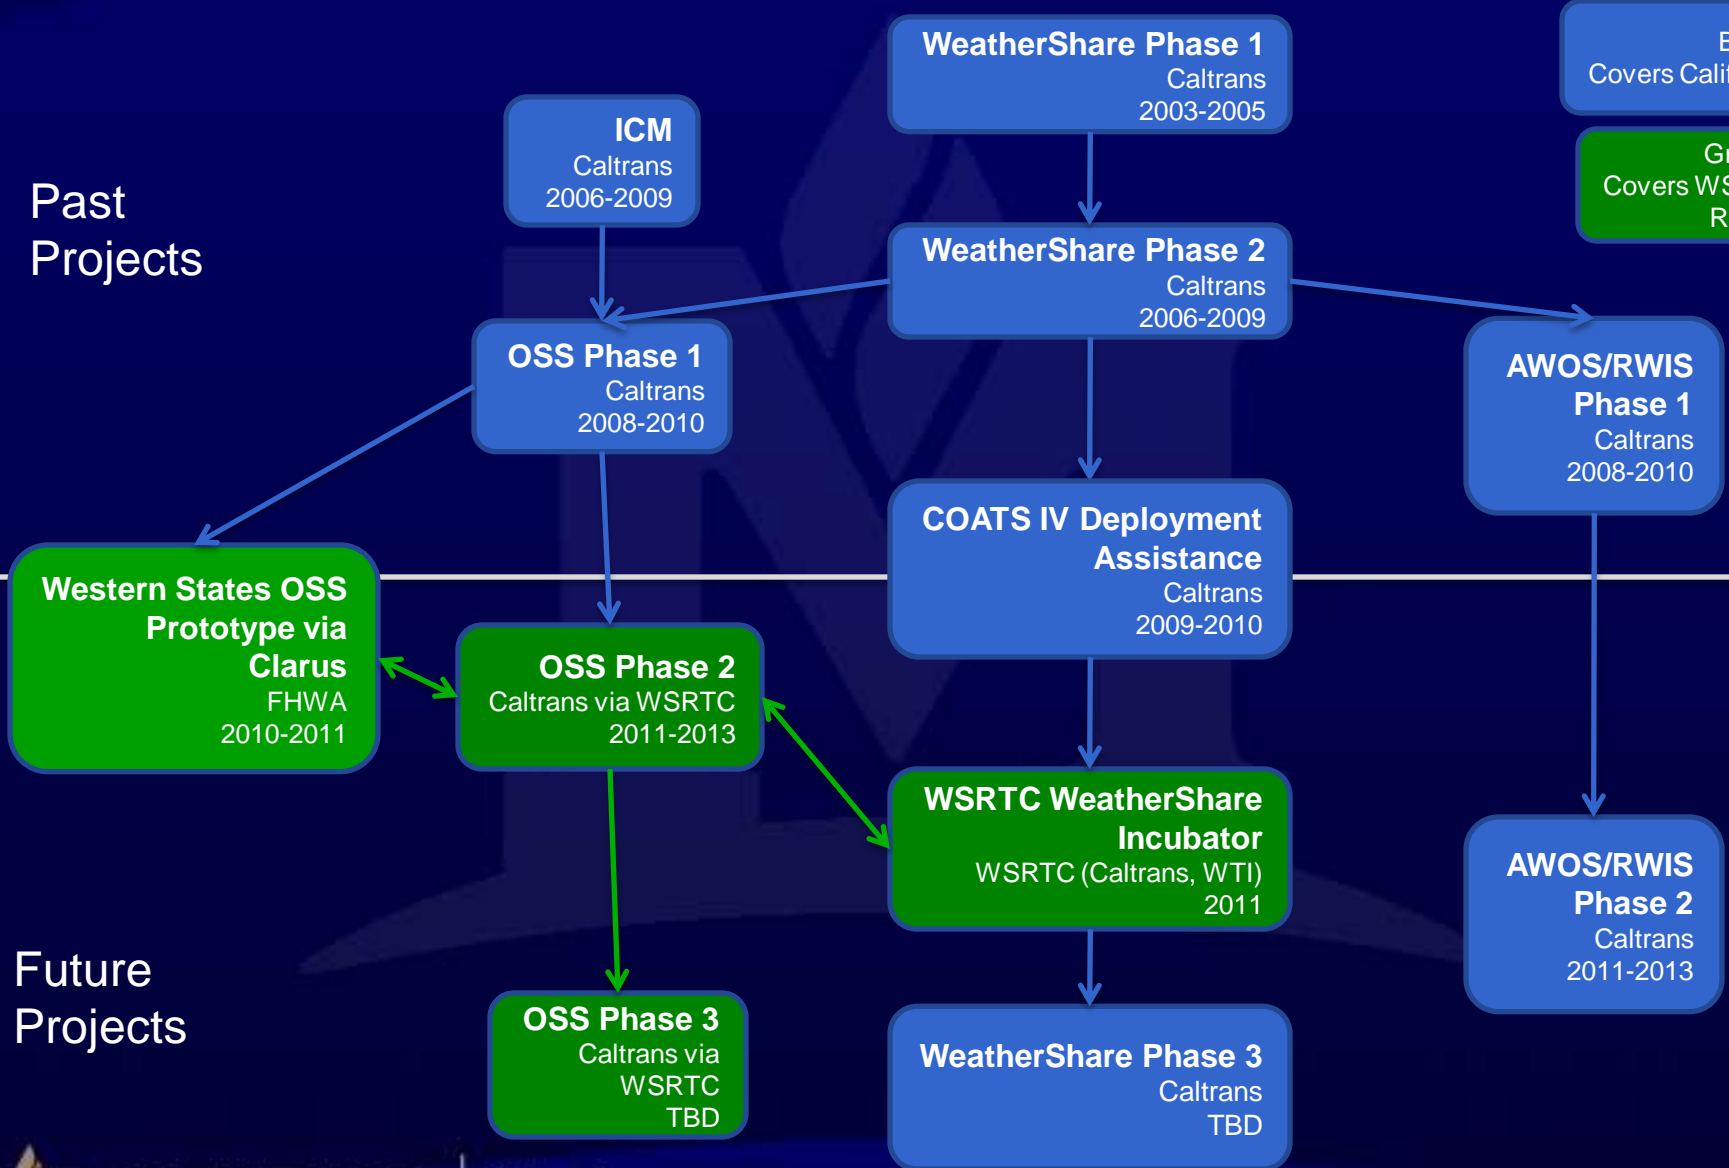 WeatherShare Phase 1
Caltrans
2003-2005
Covers
ICM
Caltrans
2006-2009
Past
Projects
Covers
WeatherShare Phase 2
Caltrans
2006-2009
OSS Phase 1
Caltrans
2008-2010
AWOS/RWIS
Phase 1
Caltrans
2008-2010
COATS IV Deployment
Assistance
Caltrans
2009-2010
Western States OSS
Prototype via
Clarus
FHWA
2010-2011
OSS Phase 2
Caltrans via WSRTC
2011-2013
WSRTC WeatherShare
Incubator
WSRTC (Caltrans, WTI)
2011
AWOS/RWIS
Phase 2
Caltrans
2011-2013
Future
Projects
OSS Phase 3
Caltrans via
WSRTC
TBD
WeatherShare Phase 3
Caltrans
TBD